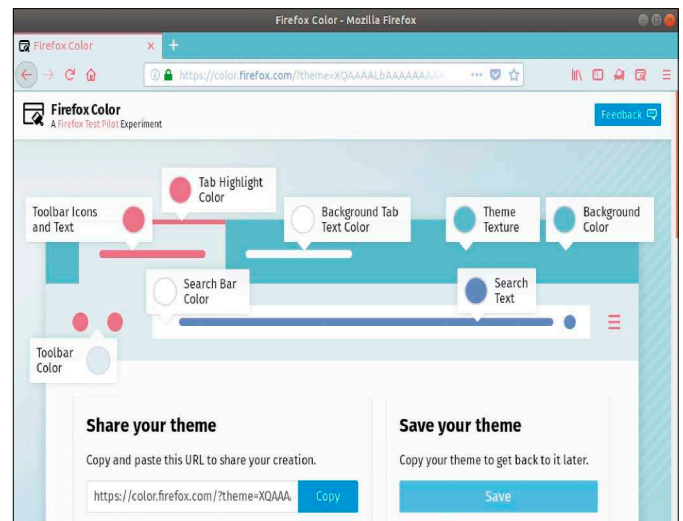 Firefox Color - Mozilla Firefox
Firefox Color
https://color.firefox.com/?theme=XQAAAALbAAAAAAAAA
Firefox Color
A Firefox Test Pilot Experiment
Feedback
Tab Highlight
Color
Toolbar Icons
and Text
Background Tab
Text Color
Theme
Texture
Background
Color
Search Bar
Color
Search
Text
Toolbar
Color
Share your theme
Save your theme
Copy and paste this URL to share your creation.
Copy your theme to get back to it later.
https://color.firefox.com/?theme=XQAAA
Copy
Save